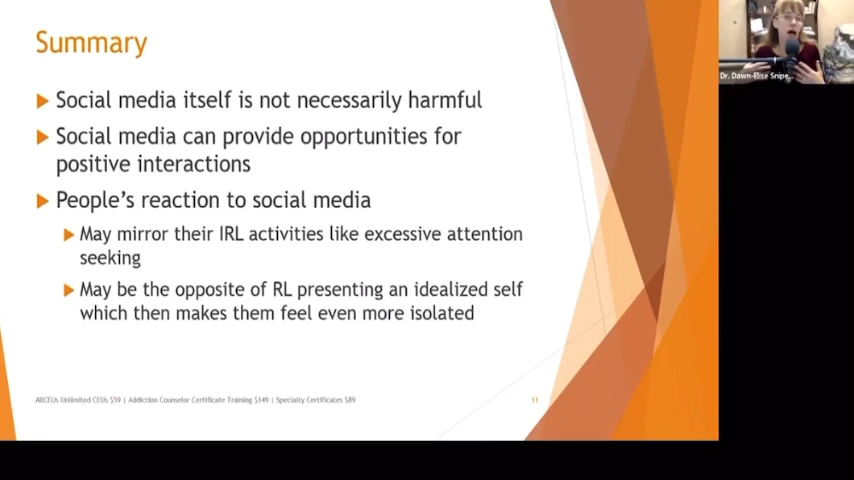 Summary
Social media itself is not necessarily harmful
Social media can provide opportunities for
positive interactions
People's reaction to social media
May mirror their IRL activities like excessive attention
seeking
May be the opposite of RL presenting an idealized self
which then makes them feel even more isolated
AllCEUs Unlimited CEUs $59 | Addiction Counselor Certificate Training $149 | Specialty Certificates $89
11
Dr. Dawn-Elise Snipe...